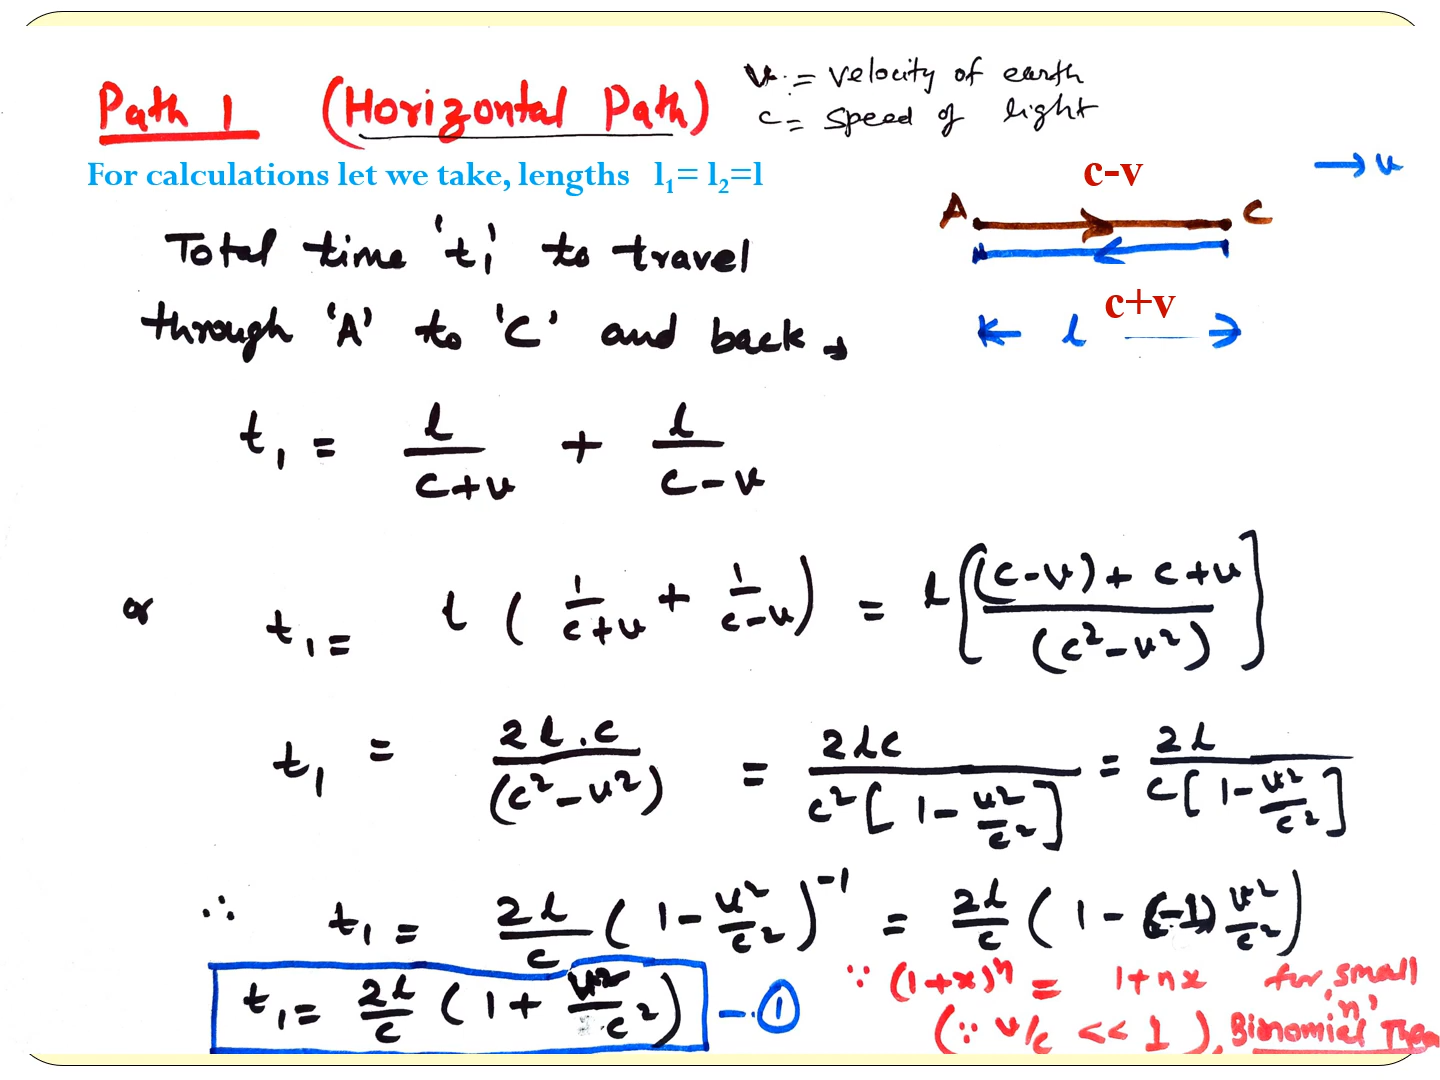 Path 1 (Horizontal Path)
v = velocity of earth
c = speed of light
For calculations let we take, lengths l₁= l₂=l
c-v
→ v
A C
Total time 't₁' to travel
c+v
through 'A' to 'C' and back →
l
t₁ = l/(c+v) + l/(c-v)
or t₁ = l ( 1/(c+v) + 1/(c-v) ) = l [ ((c-v) + c+v) / (c²-v²) ]
t₁ = 2l.c/(c²-v²) = 2lc/(c² [ 1 - v²/c² ]) = 2l/(c [ 1 - v²/c² ])
∴ t₁ = 2l/c ( 1 - v²/c² )⁻¹ = 2l/c ( 1 - (-1) v²/c² )
t₁ = 2l/c ( 1 + v²/c² ) — ①
∵ (1+x)ⁿ = 1+nx for small 'n'
(∵ v/c << 1), Binomial Theo